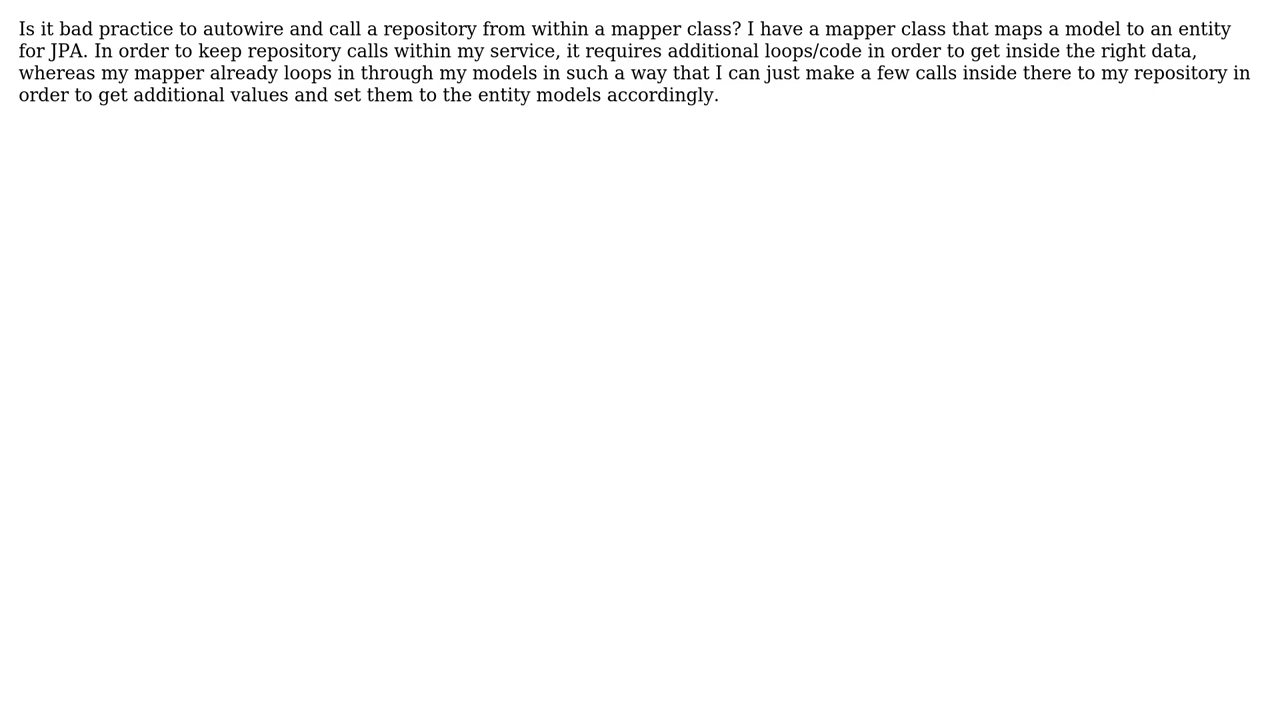 Is it bad practice to autowire and call a repository from within a mapper class? I have a mapper class that maps a model to an entity
for JPA. In order to keep repository calls within my service, it requires additional loops/code in order to get inside the right data,
whereas my mapper already loops in through my models in such a way that I can just make a few calls inside there to my repository in
order to get additional values and set them to the entity models accordingly.